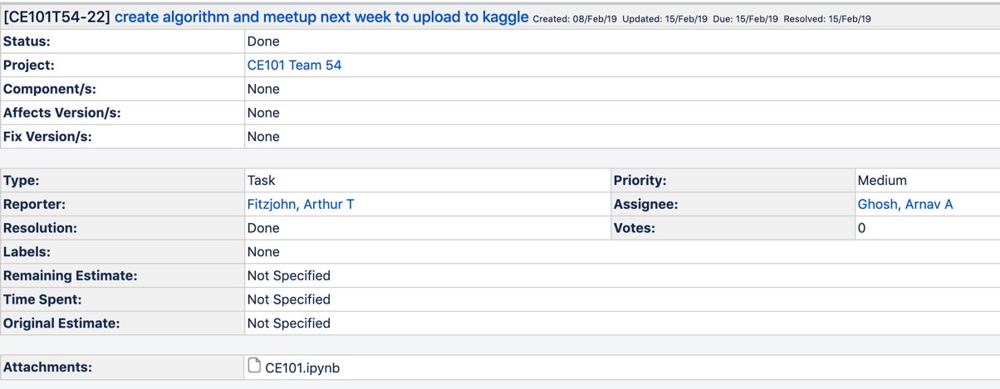 [CE101T54-22] create algorithm and meetup next week to upload to kaggle Created: 08/Feb/19 Updated: 15/Feb/19 Due: 15/Feb/19 Resolved: 15/Feb/19
Status: Done
Project: CE101 Team 54
Component/s: None
Affects Version/s: None
Fix Version/s: None
Type: Task Priority: Medium
Reporter: Fitzjohn, Arthur T Assignee: Ghosh, Arnav A
Resolution: Done Votes: 0
Labels: None
Remaining Estimate: Not Specified
Time Spent: Not Specified
Original Estimate: Not Specified
Attachments: CE101.ipynb